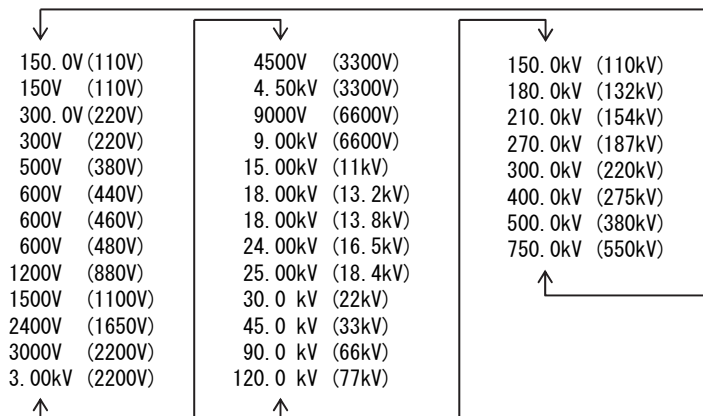 150.0V (110V)
150V (110V)
300.0V (220V)
300V (220V)
500V (380V)
600V (440V)
600V (460V)
600V (480V)
1200V (880V)
1500V (1100V)
2400V (1650V)
3000V (2200V)
3.00kV (2200V)
4500V (3300V)
4.50kV (3300V)
9000V (6600V)
9.00kV (6600V)
15.00kV (11kV)
18.00kV (13.2kV)
18.00kV (13.8kV)
24.00kV (16.5kV)
25.00kV (18.4kV)
30.0 kV (22kV)
45.0 kV (33kV)
90.0 kV (66kV)
120.0 kV (77kV)
150.0kV (110kV)
180.0kV (132kV)
210.0kV (154kV)
270.0kV (187kV)
300.0kV (220kV)
400.0kV (275kV)
500.0kV (380kV)
750.0kV (550kV)